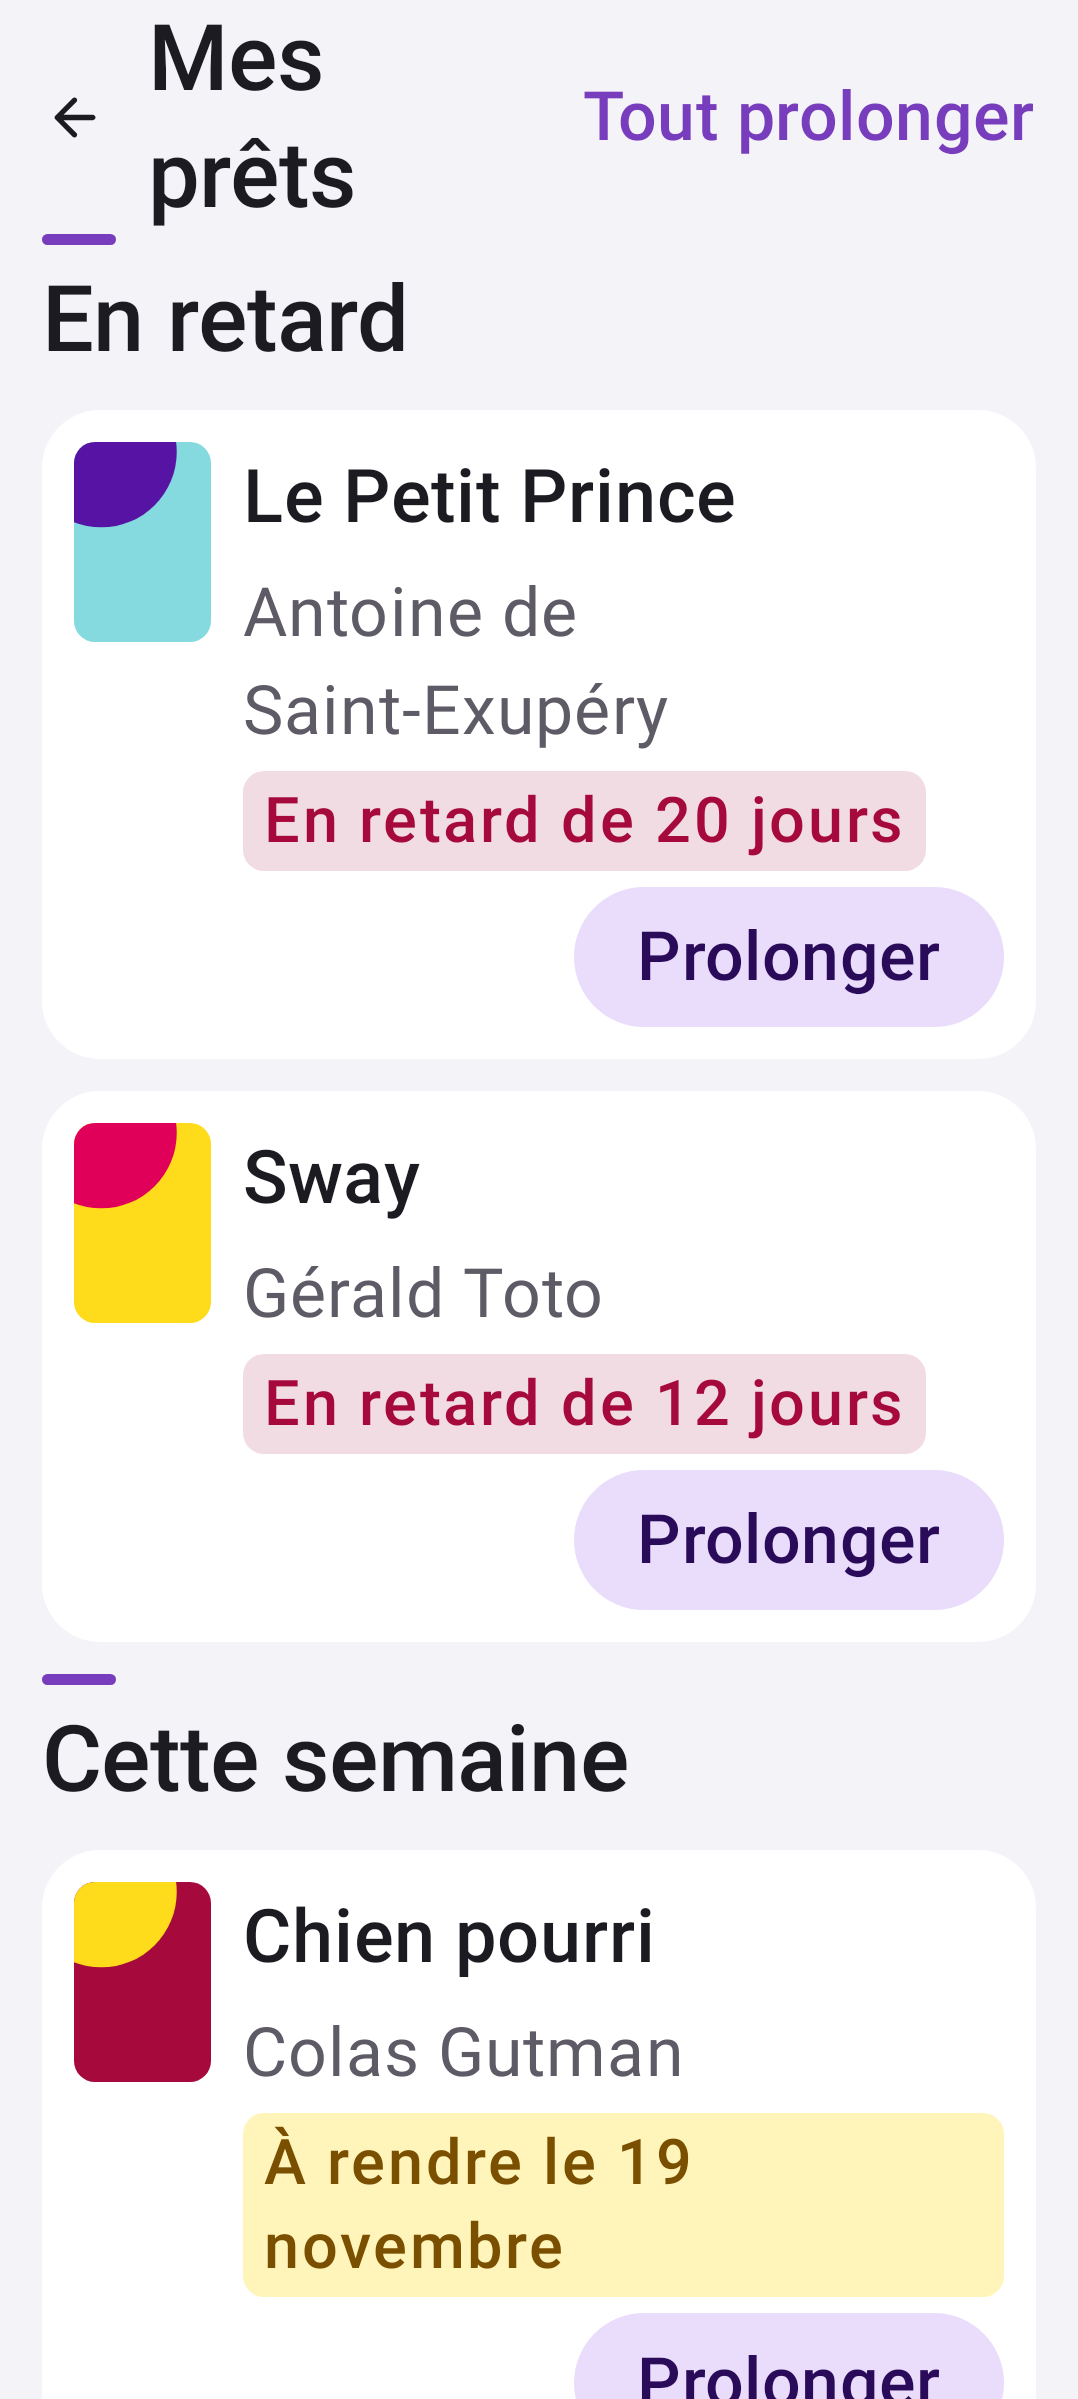 Mes
prêts
Tout prolonger
En retard
Le Petit Prince
Antoine de
Saint-Exupéry
En retard de 20 jours
Prolonger
Sway
Gérald Toto
En retard de 12 jours
Prolonger
Cette semaine
Chien pourri
Colas Gutman
À rendre le 19
novembre
Prolonger